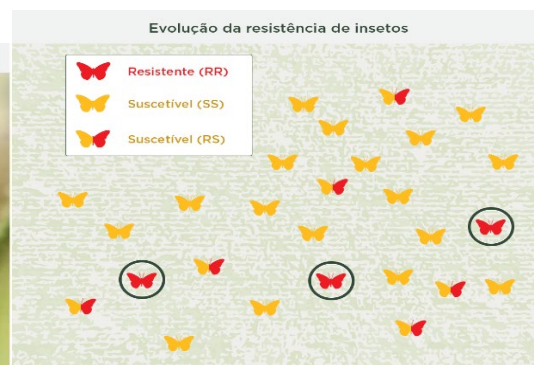 Evolução da resistência de insetos
Resistente (RR)
Suscetível (SS)
Suscetível (RS)